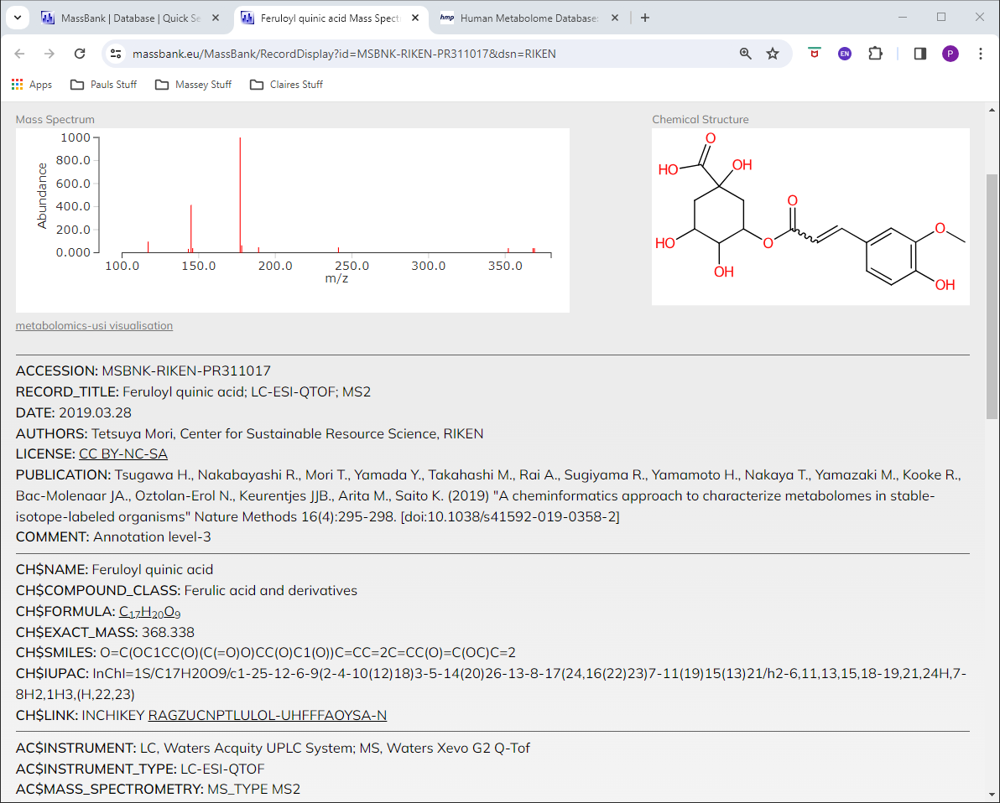 MassBank | Database | Quick Se
Feruloyl quinic acid Mass Spect
hmp Human Metabolome Database:
massbank.eu/MassBank/RecordDisplay?id=MSBNK-RIKEN-PR311017&dsn=RIKEN
EN
P
Apps Pauls Stuff Massey Stuff Claires Stuff
Mass Spectrum
Chemical Structure
1000
800.0
600.0
400.0
200.0
0.000
Abundance
100.0 150.0 200.0 250.0 300.0 350.0
m/z
O
HO
OH
O
O
HO
O
OH
OH
metabolomics-usi visualisation
ACCESSION: MSBNK-RIKEN-PR311017
RECORD_TITLE: Feruloyl quinic acid; LC-ESI-QTOF; MS2
DATE: 2019.03.28
AUTHORS: Tetsuya Mori, Center for Sustainable Resource Science, RIKEN
LICENSE: CC BY-NC-SA
PUBLICATION: Tsugawa H., Nakabayashi R., Mori T., Yamada Y., Takahashi M., Rai A., Sugiyama R., Yamamoto H., Nakaya T., Yamazaki M., Kooke R.,
Bac-Molenaar JA., Oztolan-Erol N., Keurentjes JJB., Arita M., Saito K. (2019) "A cheminformatics approach to characterize metabolomes in stable-
isotope-labeled organisms" Nature Methods 16(4):295-298. [doi:10.1038/s41592-019-0358-2]
COMMENT: Annotation level-3
CH$NAME: Feruloyl quinic acid
CH$COMPOUND_CLASS: Ferulic acid and derivatives
CH$FORMULA: C17H20O9
CH$EXACT_MASS: 368.338
CH$SMILES: O=C(OC1CC(O)(C(=O)O)CC(O)C1(O))C=CC=2C=CC(O)=C(OC)C=2
CH$IUPAC: InChI=1S/C17H20O9/c1-25-12-6-9(2-4-10(12)18)3-5-14(20)26-13-8-17(24,16(22)23)7-11(19)15(13)21/h2-6,11,13,15,18-19,21,24H,7-
8H2,1H3,(H,22,23)
CH$LINK: INCHIKEY RAGZUCNPTLULOL-UHFFFAOYSA-N
AC$INSTRUMENT: LC, Waters Acquity UPLC System; MS, Waters Xevo G2 Q-Tof
AC$INSTRUMENT_TYPE: LC-ESI-QTOF
AC$MASS_SPECTROMETRY: MS_TYPE MS2